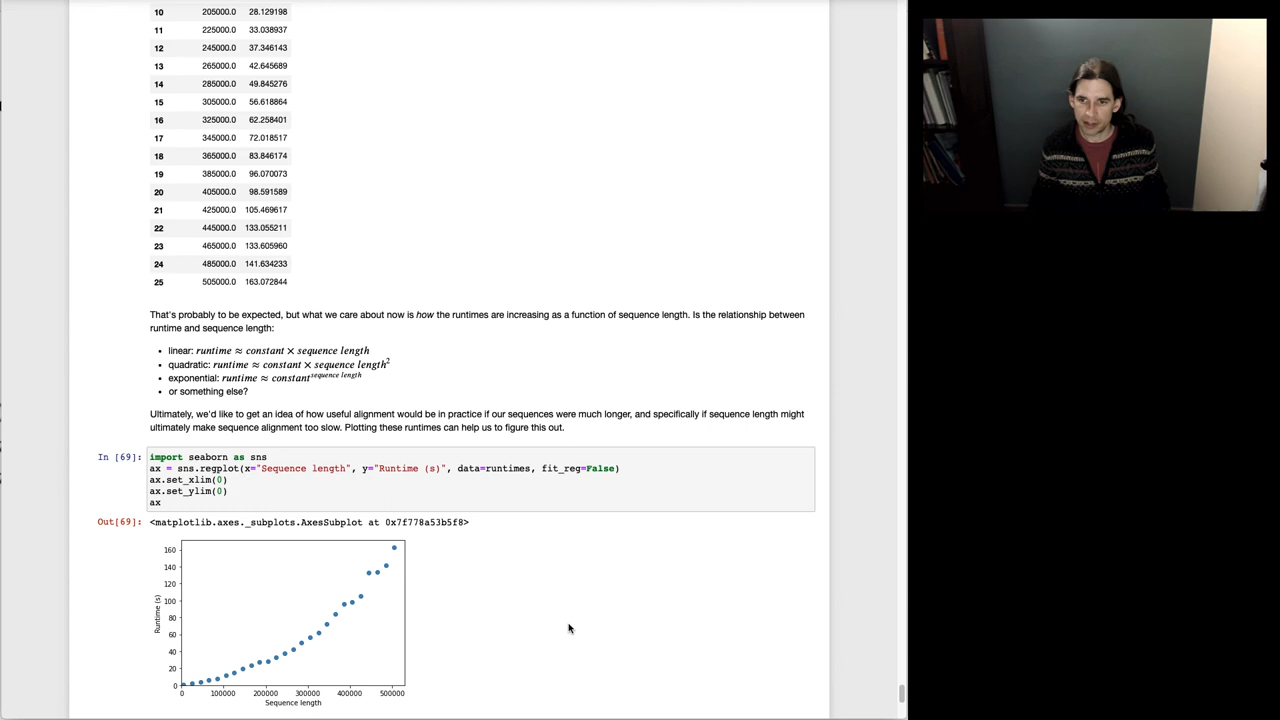 10 205000.0 28.129198
11 225000.0 33.038937
12 245000.0 37.346143
13 265000.0 42.645689
14 285000.0 49.845276
15 305000.0 56.618864
16 325000.0 62.258401
17 345000.0 72.018517
18 365000.0 83.846174
19 385000.0 96.070073
20 405000.0 98.591589
21 425000.0 105.469617
22 445000.0 133.055211
23 465000.0 133.605960
24 485000.0 141.634233
25 505000.0 163.072844
That's probably to be expected, but what we care about now is how the runtimes are increasing as a function of sequence length. Is the relationship between
runtime and sequence length:
• linear: runtime ≈ constant × sequence length
• quadratic: runtime ≈ constant × sequence length²
• exponential: runtime ≈ constant^sequence length
• or something else?
Ultimately, we'd like to get an idea of how useful alignment would be in practice if our sequences were much longer, and specifically if sequence length might
ultimately make sequence alignment too slow. Plotting these runtimes can help us to figure this out.
In [69]: import seaborn as sns
ax = sns.regplot(x="Sequence length", y="Runtime (s)", data=runtimes, fit_reg=False)
ax.set_xlim(0)
ax.set_ylim(0)
ax
Out[69]: <matplotlib.axes._subplots.AxesSubplot at 0x7f778a53b5f8>
160
140
120
100
80
60
40
20
0
Runtime (s)
0 100000 200000 300000 400000 500000
Sequence length